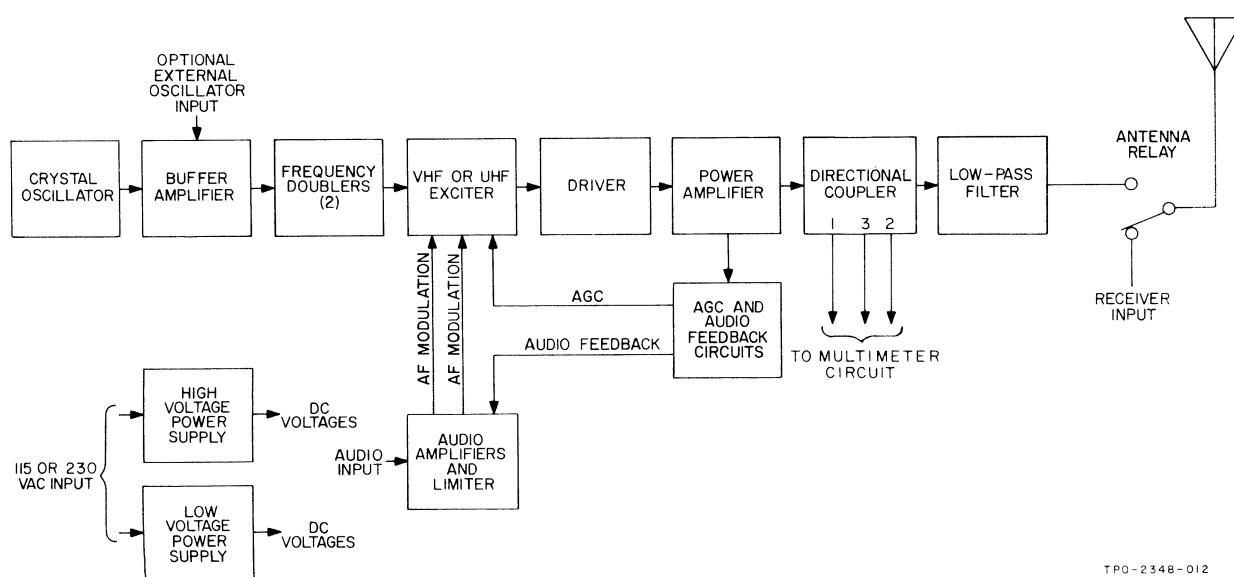 OPTIONAL
EXTERNAL
OSCILLATOR
INPUT
CRYSTAL
OSCILLATOR
BUFFER
AMPLIFIER
FREQUENCY
DOUBLERS
(2)
VHF OR UHF
EXCITER
DRIVER
POWER
AMPLIFIER
DIRECTIONAL
COUPLER
1 3 2
LOW-PASS
FILTER
ANTENNA
RELAY
RECEIVER
INPUT
AF MODULATION
AF MODULATION
AGC
AUDIO FEEDBACK
AGC AND
AUDIO
FEEDBACK
CIRCUITS
TO MULTIMETER
CIRCUIT
115 OR 230
VAC INPUT
HIGH
VOLTAGE
POWER
SUPPLY
DC
VOLTAGES
LOW
VOLTAGE
POWER
SUPPLY
DC
VOLTAGES
AUDIO
INPUT
AUDIO
AMPLIFIERS
AND
LIMITER
TPO-2348-012